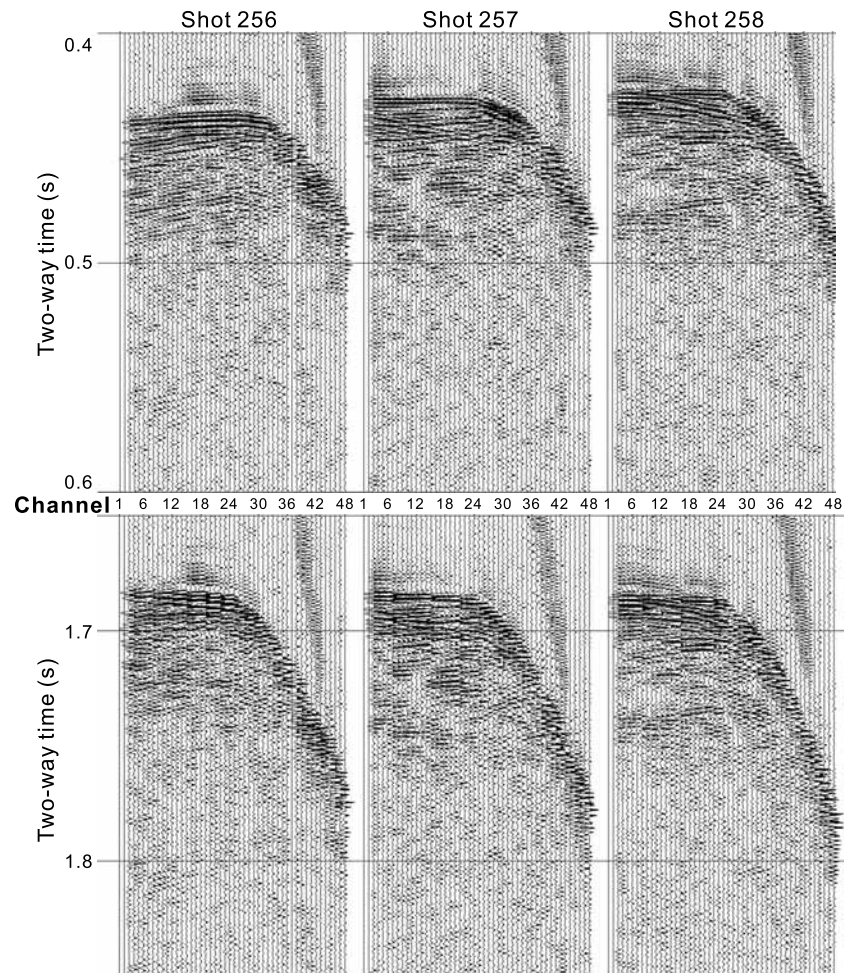 Shot 256 Shot 257 Shot 258
0.4
Two-way time (s)
0.5
0.6
Channel 1 6 12 18 24 30 36 42 48 1 6 12 18 24 30 36 42 48 1 6 12 18 24 30 36 42 48
1.7
Two-way time (s)
1.8